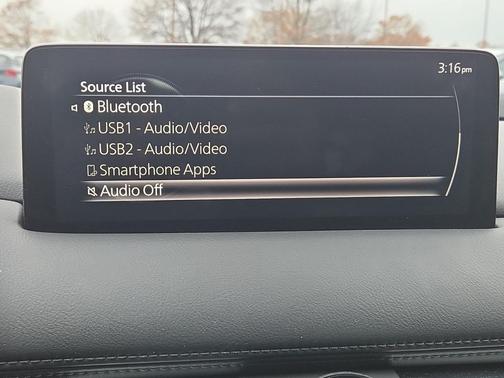 3:16pm
Source List
Bluetooth
USB1 - Audio/Video
USB2 - Audio/Video
Smartphone Apps
Audio Off